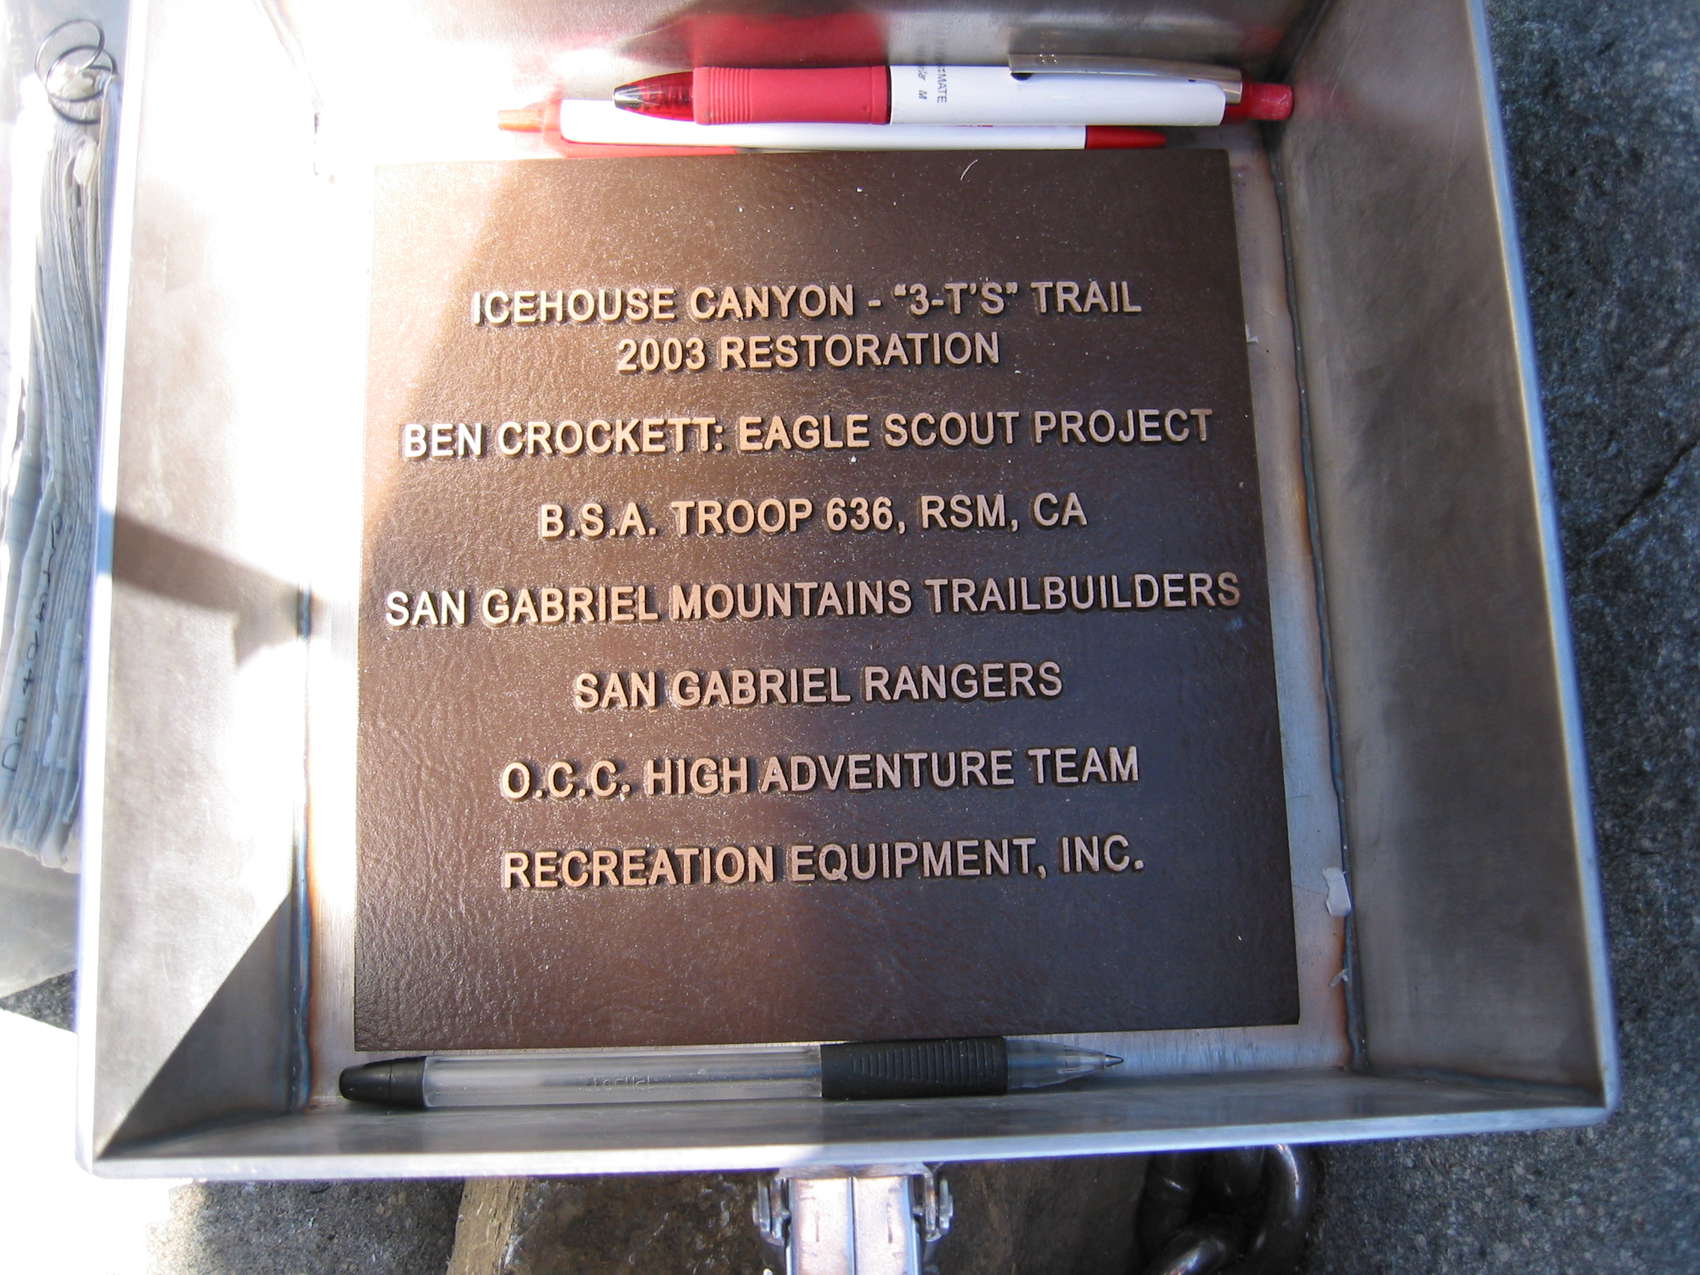 ICEHOUSE CANYON - “3-T’S” TRAIL
2003 RESTORATION
BEN CROCKETT: EAGLE SCOUT PROJECT
B.S.A. TROOP 636, RSM, CA
SAN GABRIEL MOUNTAINS TRAILBUILDERS
SAN GABRIEL RANGERS
O.C.C. HIGH ADVENTURE TEAM
RECREATION EQUIPMENT, INC.